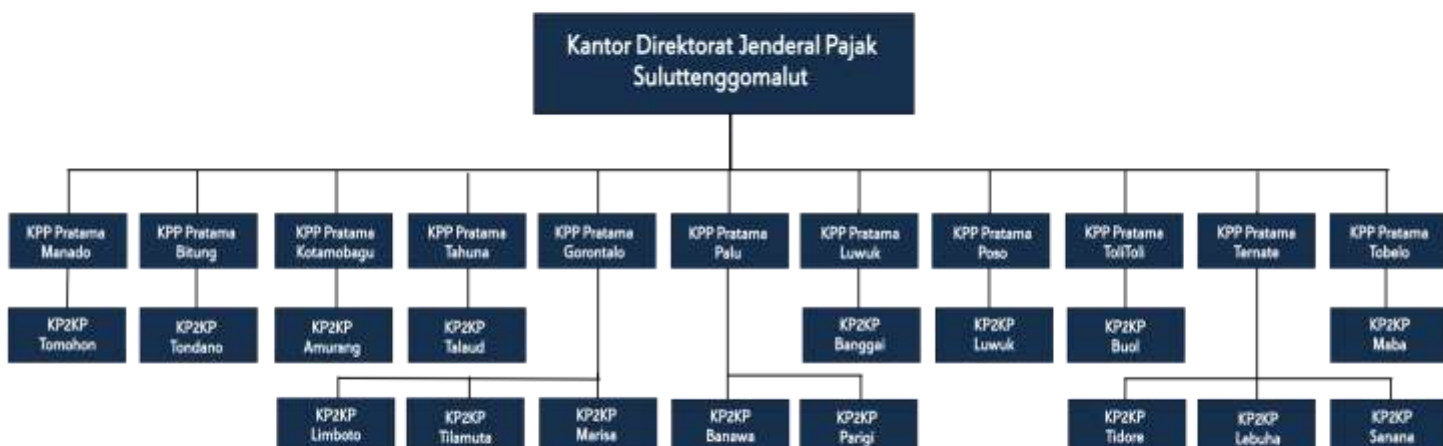 Kantor Direktorat Jenderal Pajak
Suluttenggomalut
KPP Pratama
Manado
KPP Pratama
Bitung
KPP Pratama
Kotamobagu
KPP Pratama
Tahuna
KPP Pratama
Gorontalo
KPP Pratama
Palu
KPP Pratama
Luwuk
KPP Pratama
Poso
KPP Pratama
ToliToli
KPP Pratama
Ternate
KPP Pratama
Tobelo
KP2KP
Tomohon
KP2KP
Tondano
KP2KP
Amurang
KP2KP
Talaud
KP2KP
Banggai
KP2KP
Luwuk
KP2KP
Buol
KP2KP
Maba
KP2KP
Limboto
KP2KP
Tilamuta
KP2KP
Marisa
KP2KP
Banawa
KP2KP
Parigi
KP2KP
Tidore
KP2KP
Lebuha
KP2KP
Sanana